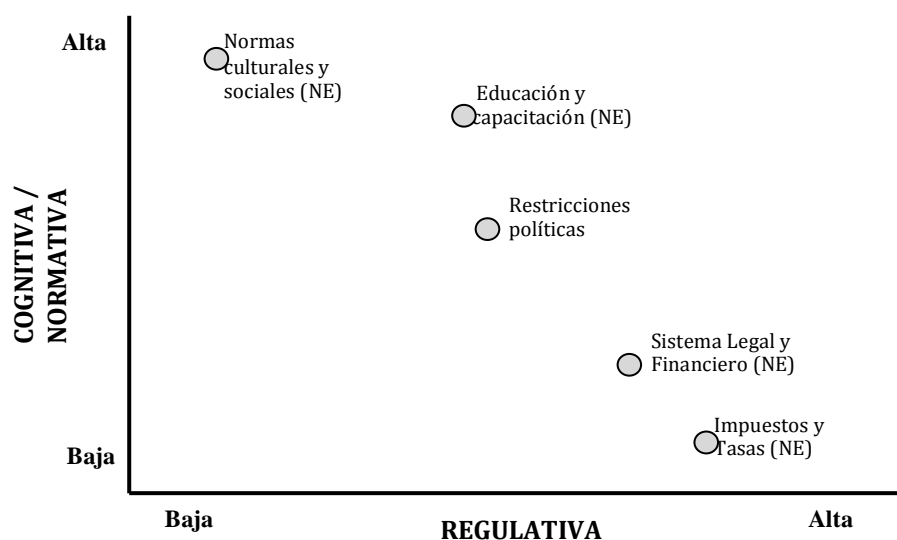 Alta
Normas
culturales y
sociales (NE)
Educación y
capacitación (NE)
Restricciones
políticas
COGNITIVA /
NORMATIVA
Sistema Legal y
Financiero (NE)
Impuestos y
Tasas (NE)
Baja
Baja
REGULATIVA
Alta